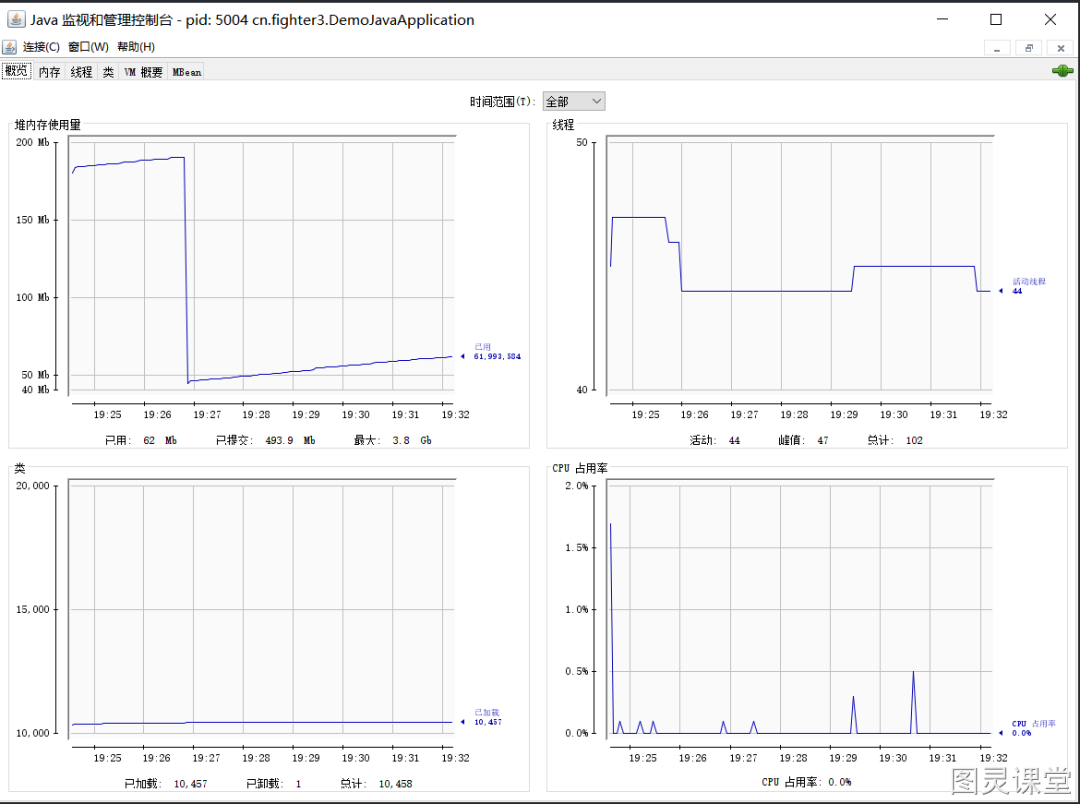 Java 监视和管理控制台 - pid: 5004 cn.fighter3.DemoJavaApplication
连接(C) 窗口(W) 帮助(H)
概览 内存 线程 类 VM 概要 MBean
时间范围(T): 全部
堆内存使用量
200 Mb
150 Mb
100 Mb
50 Mb
40 Mb
已用
61,993,584
19:25 19:26 19:27 19:28 19:29 19:30 19:31 19:32
已用: 62 Mb 已提交: 493.9 Mb 最大: 3.8 Gb
线程
50
40
活动线程
44
19:25 19:26 19:27 19:28 19:29 19:30 19:31 19:32
活动: 44 峰值: 47 总计: 102
类
20,000
15,000
10,000
已加载
10,457
19:25 19:26 19:27 19:28 19:29 19:30 19:31 19:32
已加载: 10,457 已卸载: 1 总计: 10,458
CPU 占用率
2.0%
1.5%
1.0%
0.5%
0.0%
CPU 占用率
0.0%
19:25 19:26 19:27 19:28 19:29 19:30 19:31 19:32
CPU 占用率: 0.0%
图灵课堂